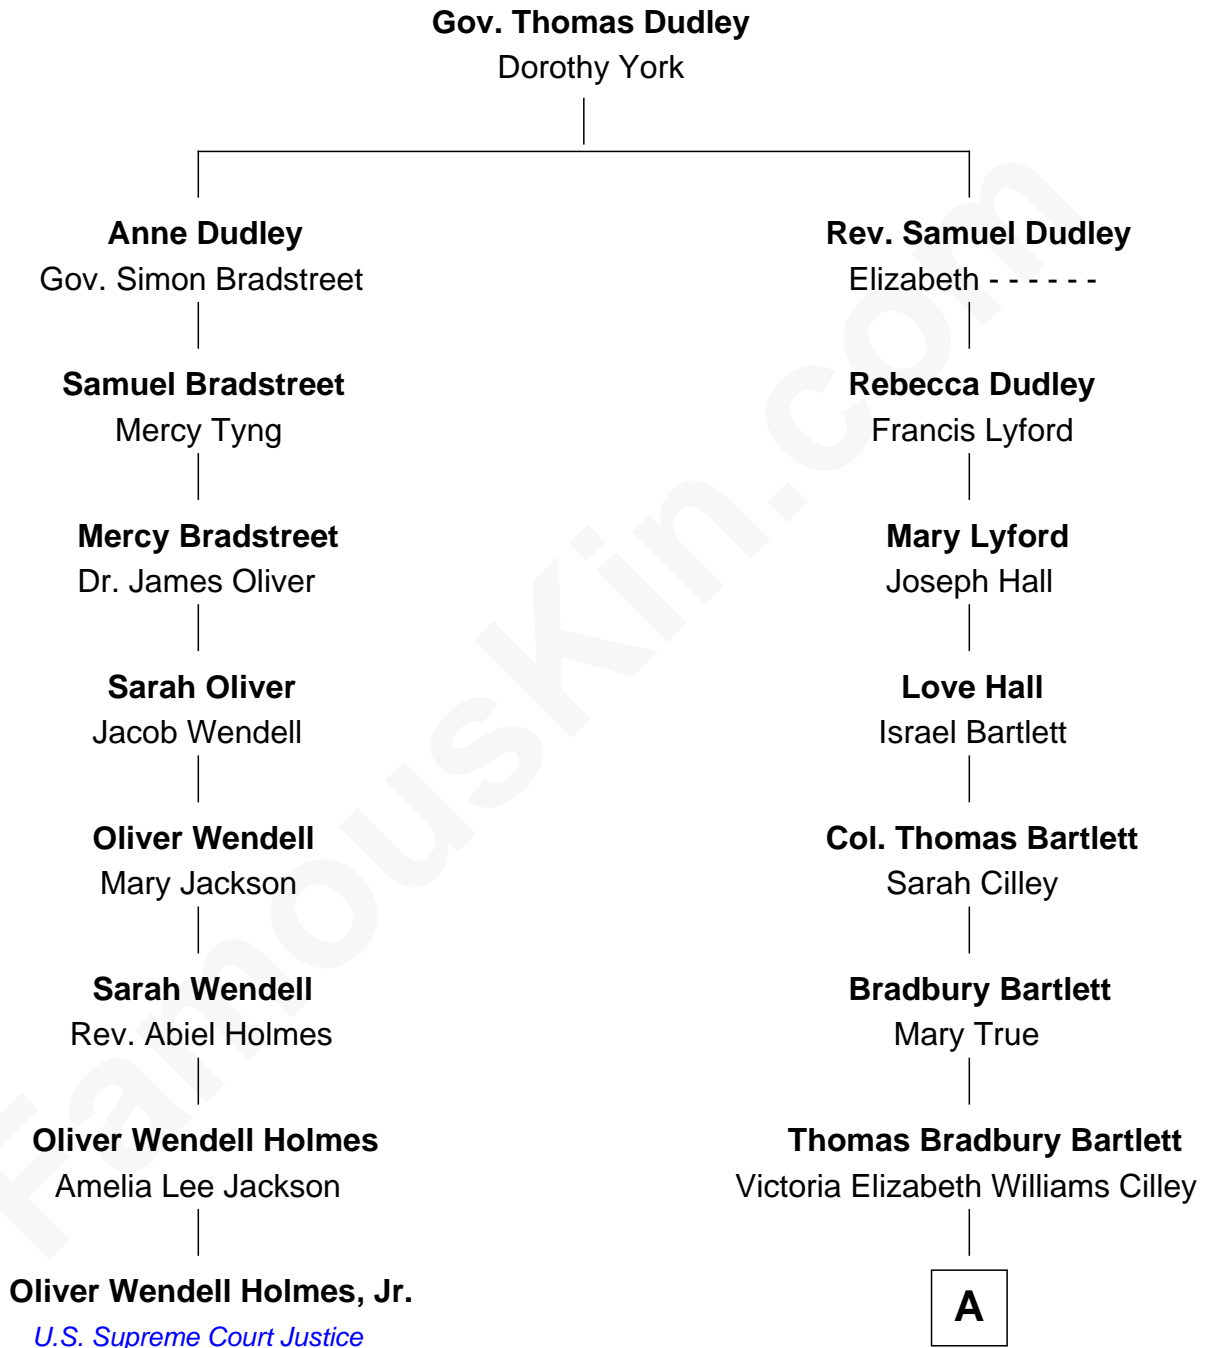 Gov. Thomas Dudley
Dorothy York
Anne Dudley
Gov. Simon Bradstreet
Samuel Bradstreet
Mercy Tyng
Mercy Bradstreet
Dr. James Oliver
Sarah Oliver
Jacob Wendell
Oliver Wendell
Mary Jackson
Sarah Wendell
Rev. Abiel Holmes
Oliver Wendell Holmes
Amelia Lee Jackson
Oliver Wendell Holmes, Jr.
U.S. Supreme Court Justice
Rev. Samuel Dudley
Elizabeth - - - - - -
Rebecca Dudley
Francis Lyford
Mary Lyford
Joseph Hall
Love Hall
Israel Bartlett
Col. Thomas Bartlett
Sarah Cilley
Bradbury Bartlett
Mary True
Thomas Bradbury Bartlett
Victoria Elizabeth Williams Cilley
A
FamousKin.com